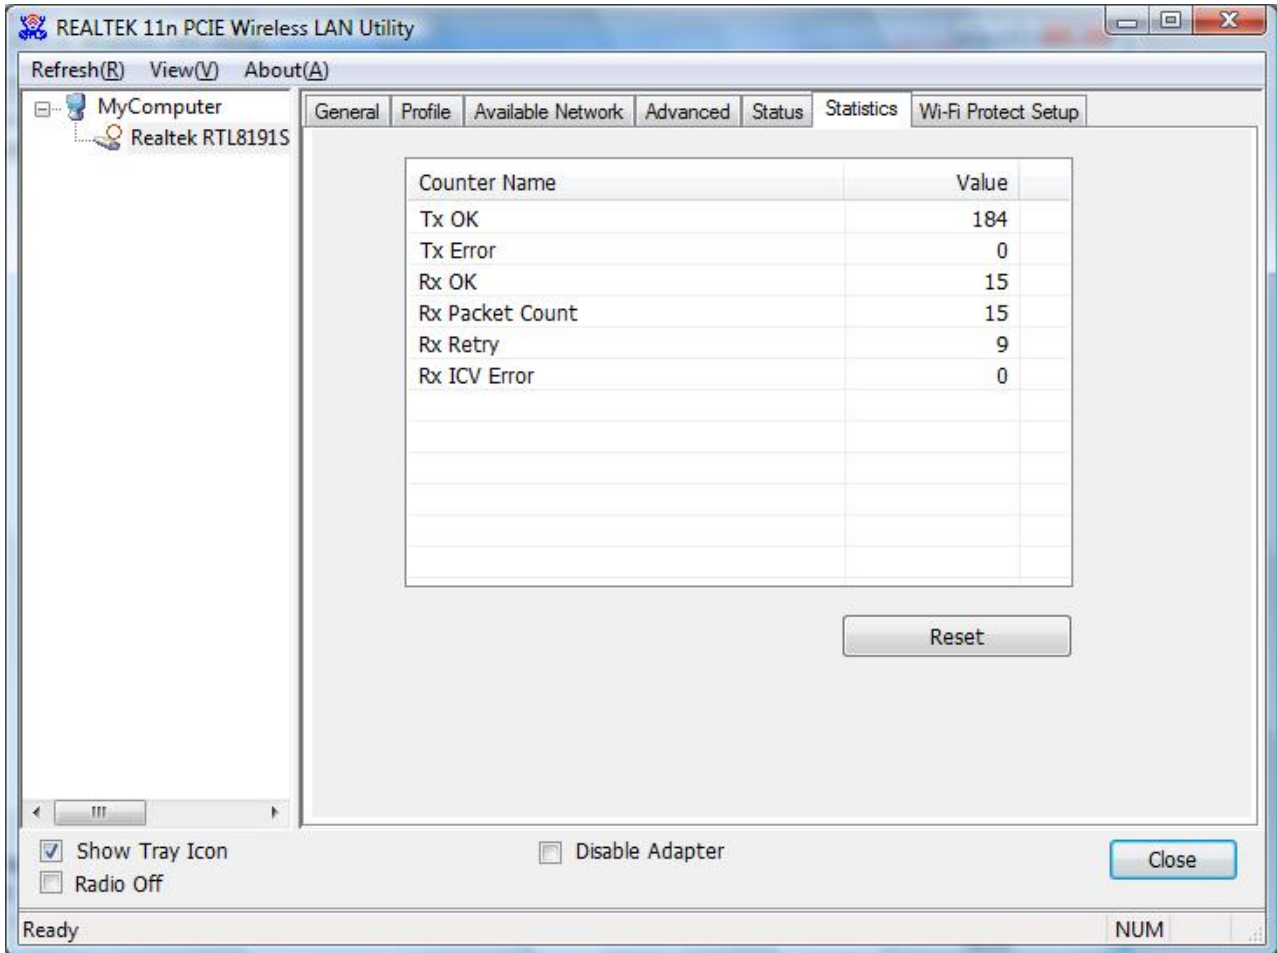 REALTEK 11n PCIE Wireless LAN Utility
Refresh(R) View(V) About(A)
MyComputer
Realtek RTL8191S
General Profile Available Network Advanced Status Statistics Wi-Fi Protect Setup
Counter Name Value
Tx OK 184
Tx Error 0
Rx OK 15
Rx Packet Count 15
Rx Retry 9
Rx ICV Error 0
Reset
Show Tray Icon Disable Adapter
Radio Off
Close
Ready NUM